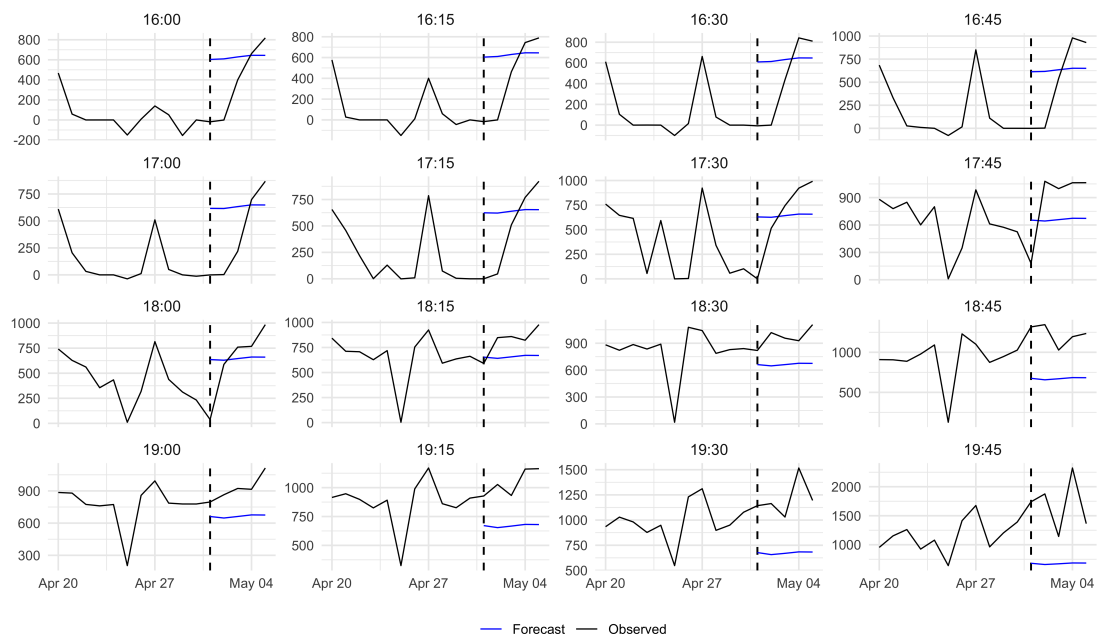 16:00 16:15 16:30 16:45
800 600 400 200 0 -200
800 600 400 200 0
800 600 400 200 0
1000 750 500 250 0
17:00 17:15 17:30 17:45
750 500 250 0
750 500 250 0
1000 750 500 250 0
900 600 300 0
18:00 18:15 18:30 18:45
1000 750 500 250 0
1000 750 500 250 0
900 600 300 0
1000 500
19:00 19:15 19:30 19:45
900 600 300
1000 750 500
1500 1250 1000 750 500
2000 1500 1000
Apr 20 Apr 27 May 04 Apr 20 Apr 27 May 04 Apr 20 Apr 27 May 04 Apr 20 Apr 27 May 04
Forecast Observed